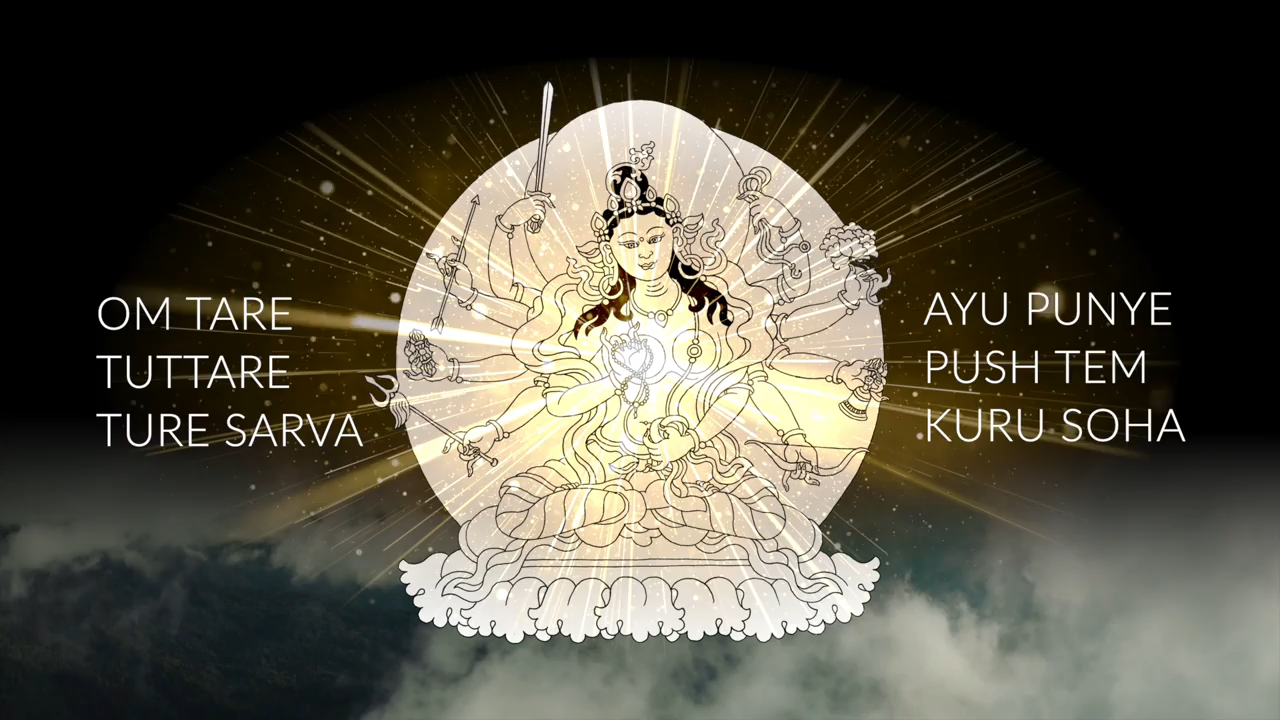 OM TARE
TUTTARE
TURE SARVA
AYU PUNYE
PUSH TEM
KURU SOHA